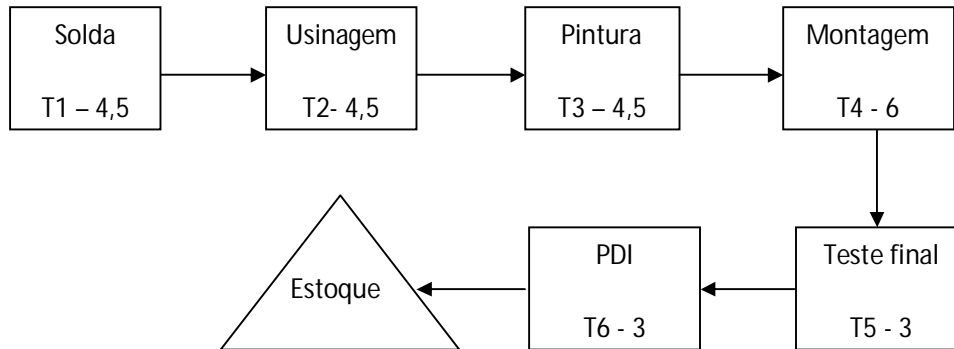 Solda
T1 – 4,5
Usinagem
T2- 4,5
Pintura
T3 – 4,5
Montagem
T4 - 6
Teste final
T5 - 3
PDI
T6 - 3
Estoque